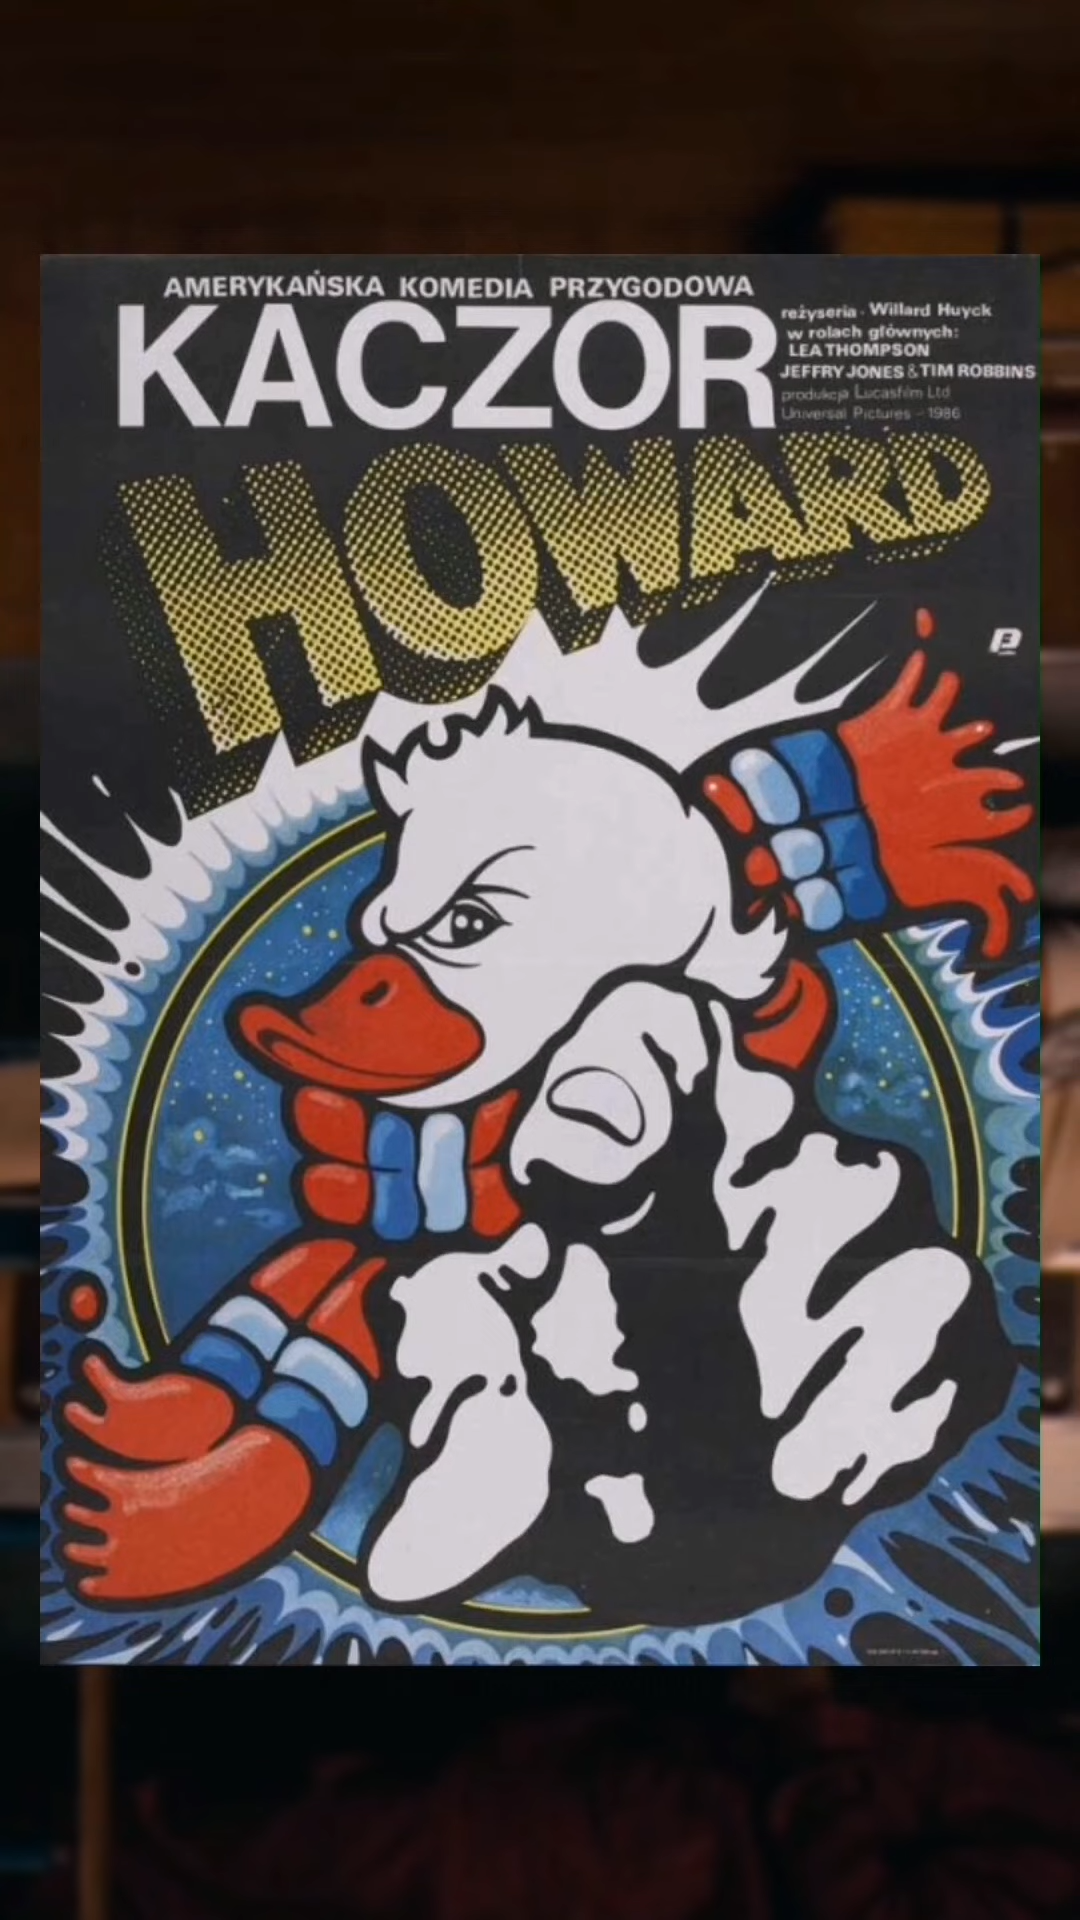 AMERYKAŃSKA KOMEDIA PRZYGODOWA
KACZOR
reżyseria · Willard Huyck
w rolach głównych:
LEA THOMPSON
JEFFRY JONES & TIM ROBBINS
produkcja Lucasfilm Ltd
Universal Pictures - 1986
HOWARD